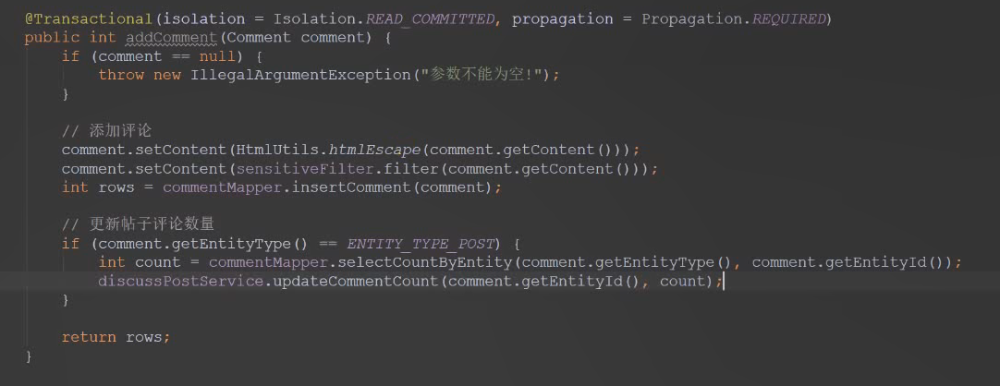 @Transactional(isolation = Isolation.READ_COMMITTED, propagation = Propagation.REQUIRED)
public int addComment(Comment comment) {
if (comment == null) {
throw new IllegalArgumentException("参数不能为空!");
}
// 添加评论
comment.setContent(HtmlUtils.htmlEscape(comment.getContent()));
comment.setContent(sensitiveFilter.filter(comment.getContent()));
int rows = commentMapper.insertComment(comment);
// 更新帖子评论数量
if (comment.getEntityType() == ENTITY_TYPE_POST) {
int count = commentMapper.selectCountByEntity(comment.getEntityType(), comment.getEntityId());
discussPostService.updateCommentCount(comment.getEntityId(), count);
}
return rows;
}